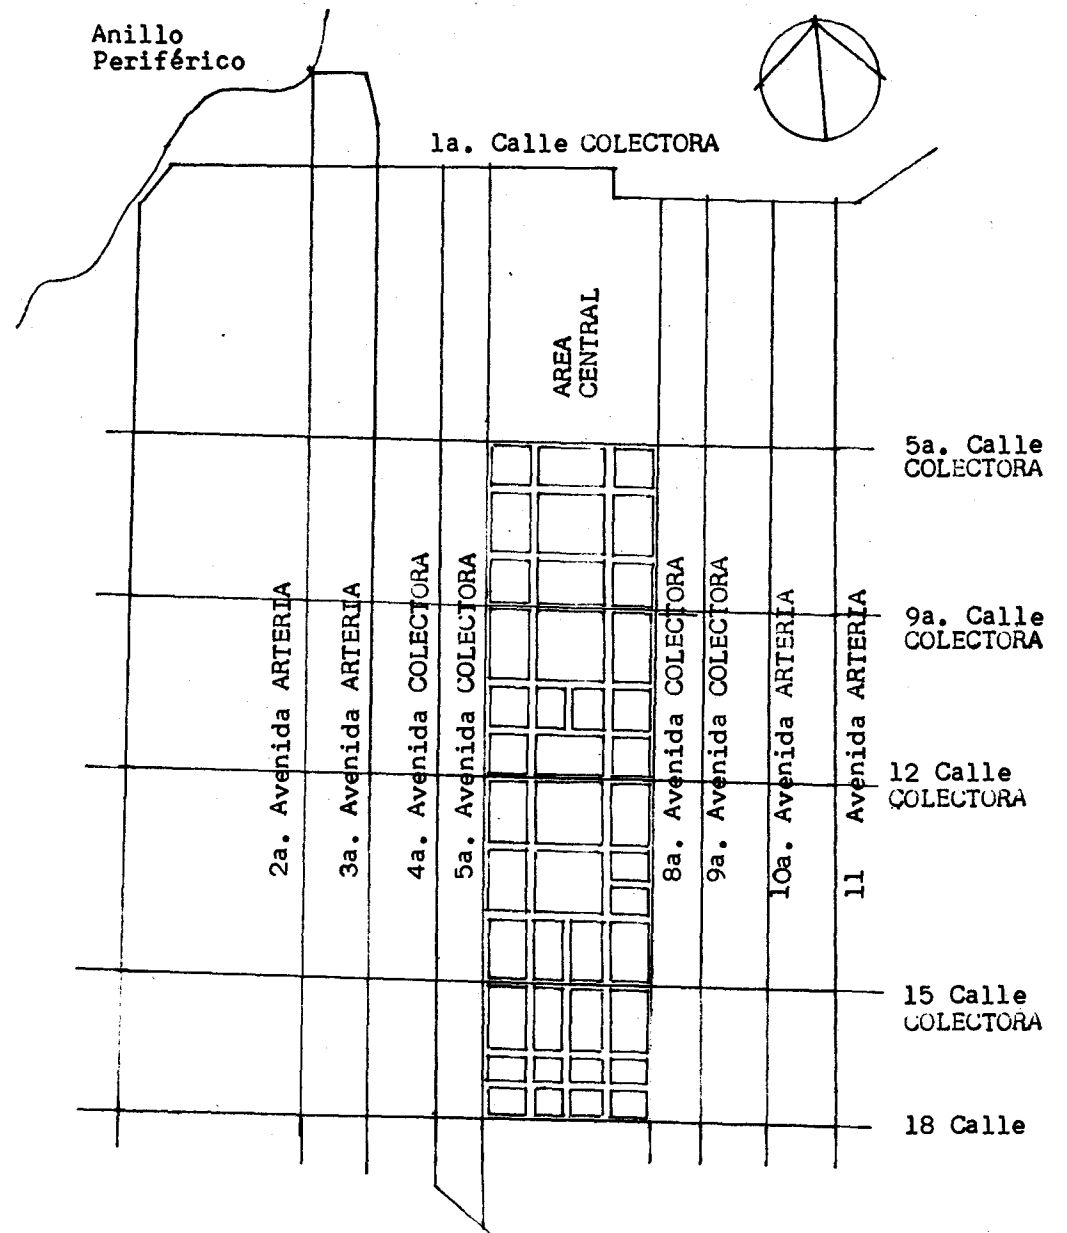 Anillo
Periférico
1a. Calle COLECTORA
AREA
CENTRAL
5a. Calle
COLECTORA
9a. Calle
COLECTORA
12 Calle
COLECTORA
15 Calle
COLECTORA
18 Calle
2a. Avenida ARTERIA
3a. Avenida ARTERIA
4a. Avenida COLECTORA
5a. Avenida COLECTORA
8a. Avenida COLECTORA
9a. Avenida COLECTORA
10a. Avenida ARTERIA
11 Avenida ARTERIA